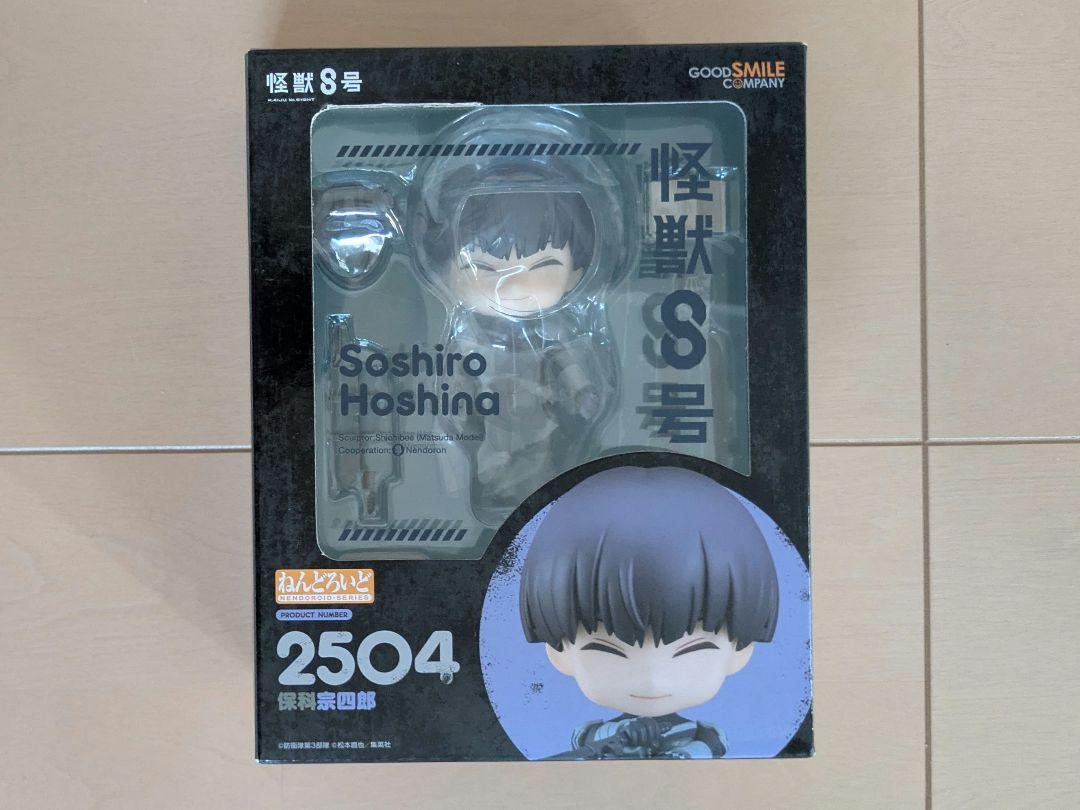 怪獣8号
KAIJU No.EIGHT
GOODSMILE
COMPANY
怪獣8号
Soshiro
Hoshina
Sculptor:Shichibee (Matsuda Model)
Cooperation: Nendoron
ねんどろいど
NENDOROID·SERIES
PRODUCT NUMBER
2504
保科宗四郎
©防衛隊第3部隊 ©松本直也／集英社